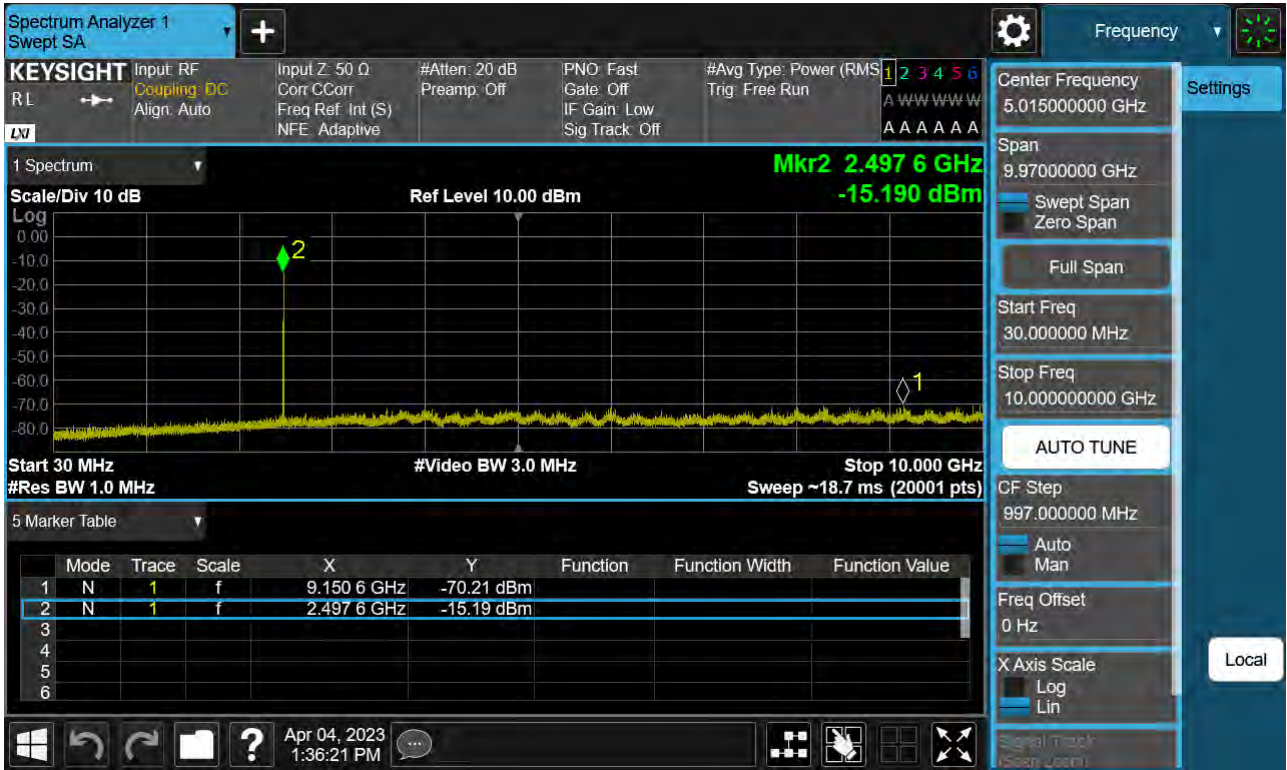 Spectrum Analyzer 1
Swept SA
Frequency
KEYSIGHT
RL
LXI
Input: RF
Coupling: DC
Align: Auto
Input Z: 50 Ω
Corr CCorr
Freq Ref: Int (S)
NFE: Adaptive
#Atten: 20 dB
Preamp: Off
PNO: Fast
Gate: Off
IF Gain: Low
Sig Track: Off
#Avg Type: Power (RMS
Trig: Free Run
1 2 3 4 5 6
A W W W W W
A A A A A A
1 Spectrum
Mkr2 2.497 6 GHz
Scale/Div 10 dB
Ref Level 10.00 dBm
-15.190 dBm
Log
0.00
-10.0
-20.0
-30.0
-40.0
-50.0
-60.0
-70.0
-80.0
2
1
Start 30 MHz
#Video BW 3.0 MHz
Stop 10.000 GHz
#Res BW 1.0 MHz
Sweep ~18.7 ms (20001 pts)
5 Marker Table
Mode Trace Scale X Y Function Function Width Function Value
1 N 1 f 9.150 6 GHz -70.21 dBm
2 N 1 f 2.497 6 GHz -15.19 dBm
3
4
5
6
?
Apr 04, 2023
1:36:21 PM
Center Frequency
5.015000000 GHz
Settings
Span
9.97000000 GHz
Swept Span
Zero Span
Full Span
Start Freq
30.000000 MHz
Stop Freq
10.000000000 GHz
AUTO TUNE
CF Step
997.000000 MHz
Auto
Man
Freq Offset
0 Hz
X Axis Scale
Log
Lin
Local
Signal Track
(Span Zoom)